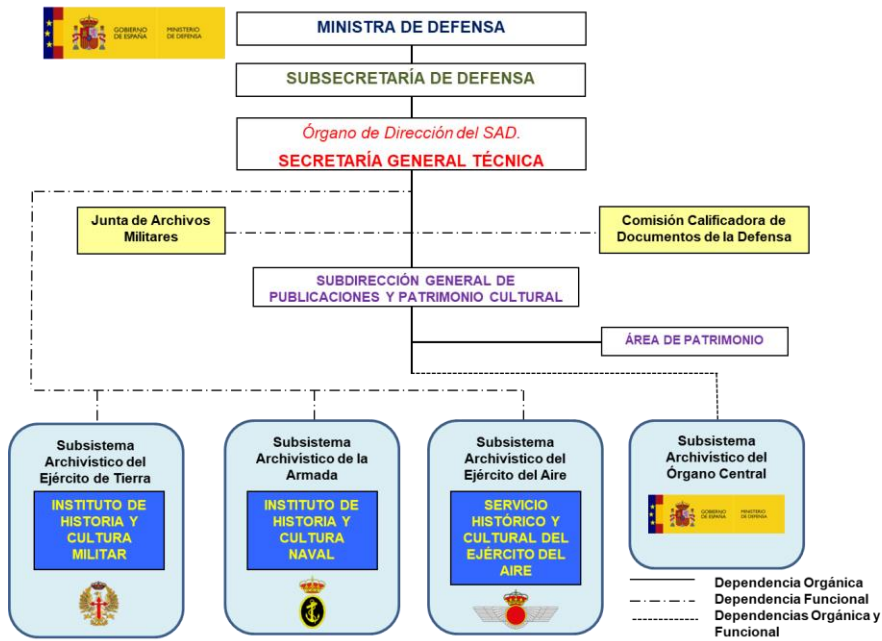 GOBIERNO
DE ESPAÑA
MINISTERIO
DE DEFENSA
MINISTRA DE DEFENSA
SUBSECRETARÍA DE DEFENSA
Órgano de Dirección del SAD.
SECRETARÍA GENERAL TÉCNICA
Junta de Archivos
Militares
Comisión Calificadora de
Documentos de la Defensa
SUBDIRECCIÓN GENERAL DE
PUBLICACIONES Y PATRIMONIO CULTURAL
ÁREA DE PATRIMONIO
Subsistema
Archivístico del
Ejército de Tierra
INSTITUTO DE
HISTORIA Y
CULTURA
MILITAR
Subsistema
Archivístico de la
Armada
INSTITUTO DE
HISTORIA Y
CULTURA
NAVAL
Subsistema
Archivístico del
Ejército del Aire
SERVICIO
HISTÓRICO Y
CULTURAL DEL
EJÉRCITO DEL
AIRE
Subsistema
Archivístico del
Órgano Central
GOBIERNO
DE ESPAÑA
MINISTERIO
DE DEFENSA
Dependencia Orgánica
Dependencia Funcional
Dependencias Orgánica y
Funcional